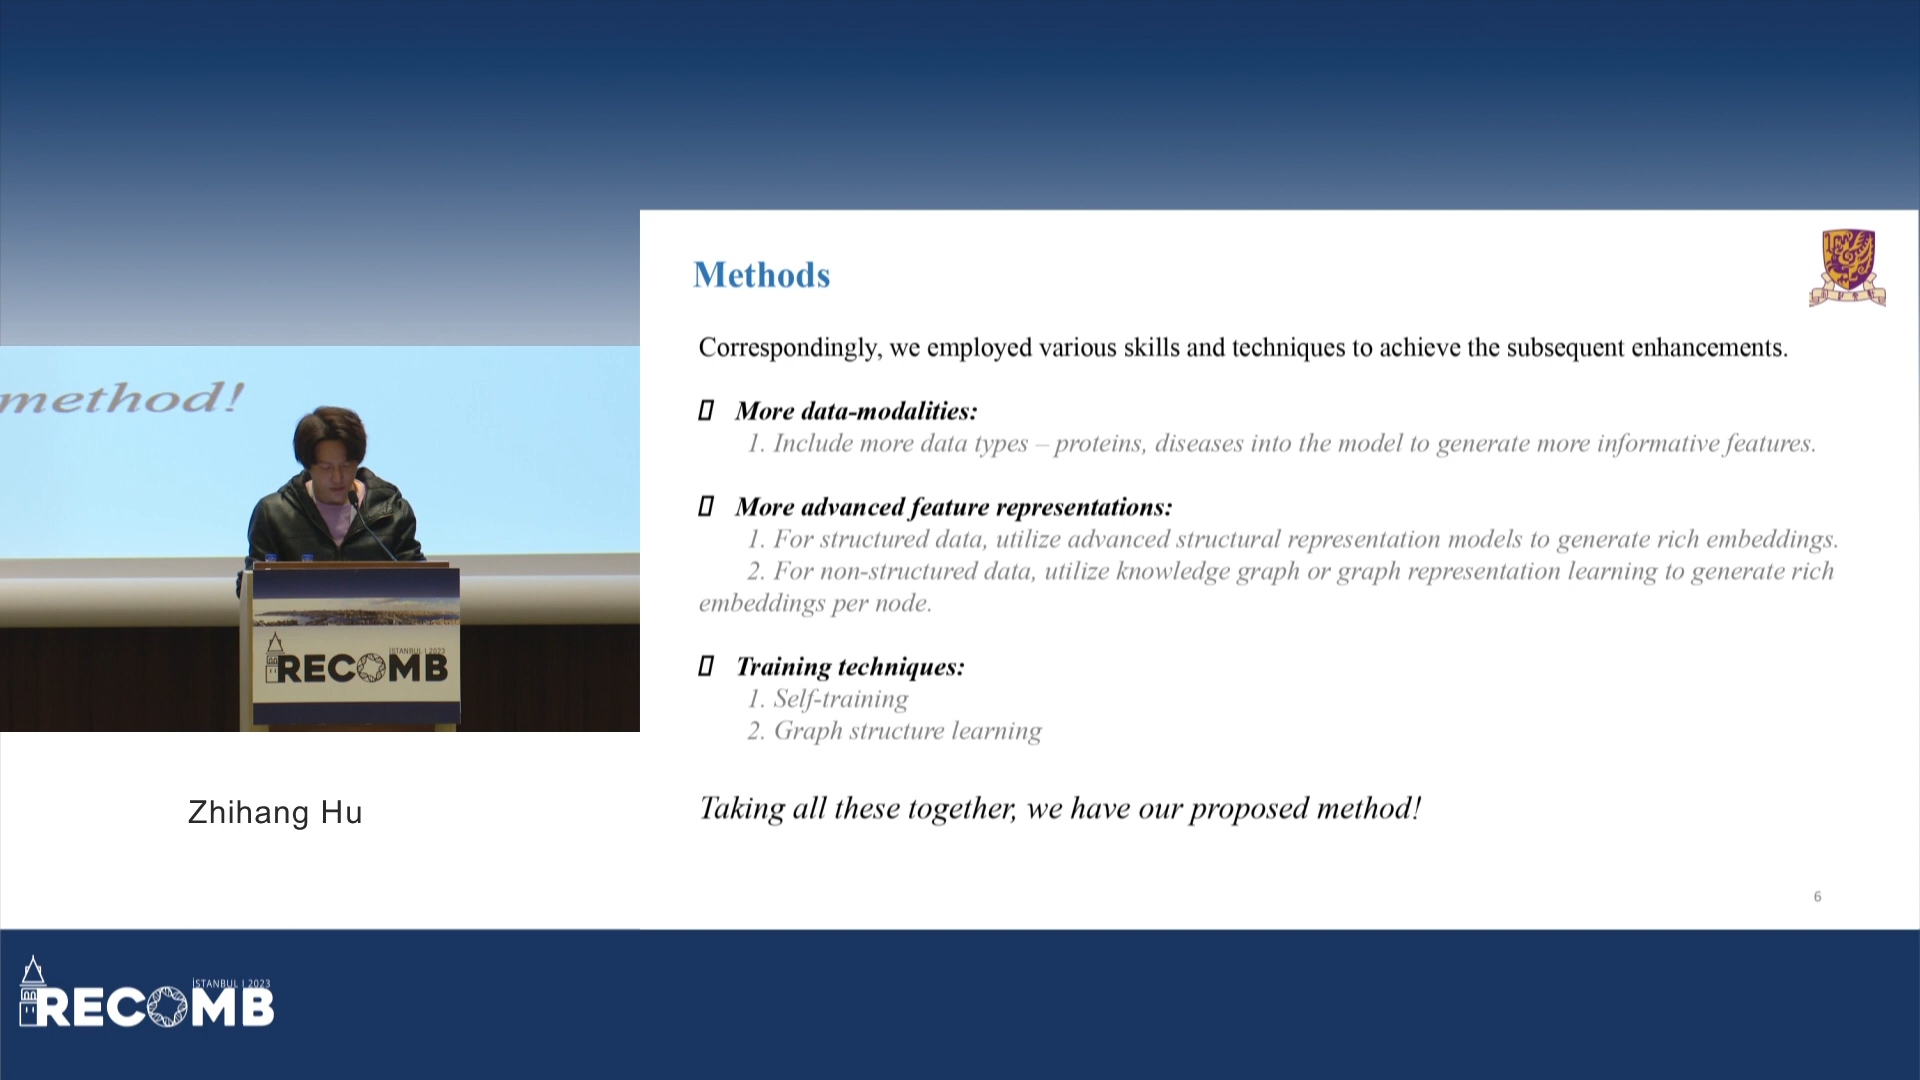 Methods
Correspondingly, we employed various skills and techniques to achieve the subsequent enhancements.
More data-modalities:
1. Include more data types – proteins, diseases into the model to generate more informative features.
More advanced feature representations:
1. For structured data, utilize advanced structural representation models to generate rich embeddings.
2. For non-structured data, utilize knowledge graph or graph representation learning to generate rich
embeddings per node.
Training techniques:
1. Self-training
2. Graph structure learning
Taking all these together, we have our proposed method!
6
method!
ISTANBUL | 2023
RECOMB
Zhihang Hu
İSTANBUL | 2023
RECOMB